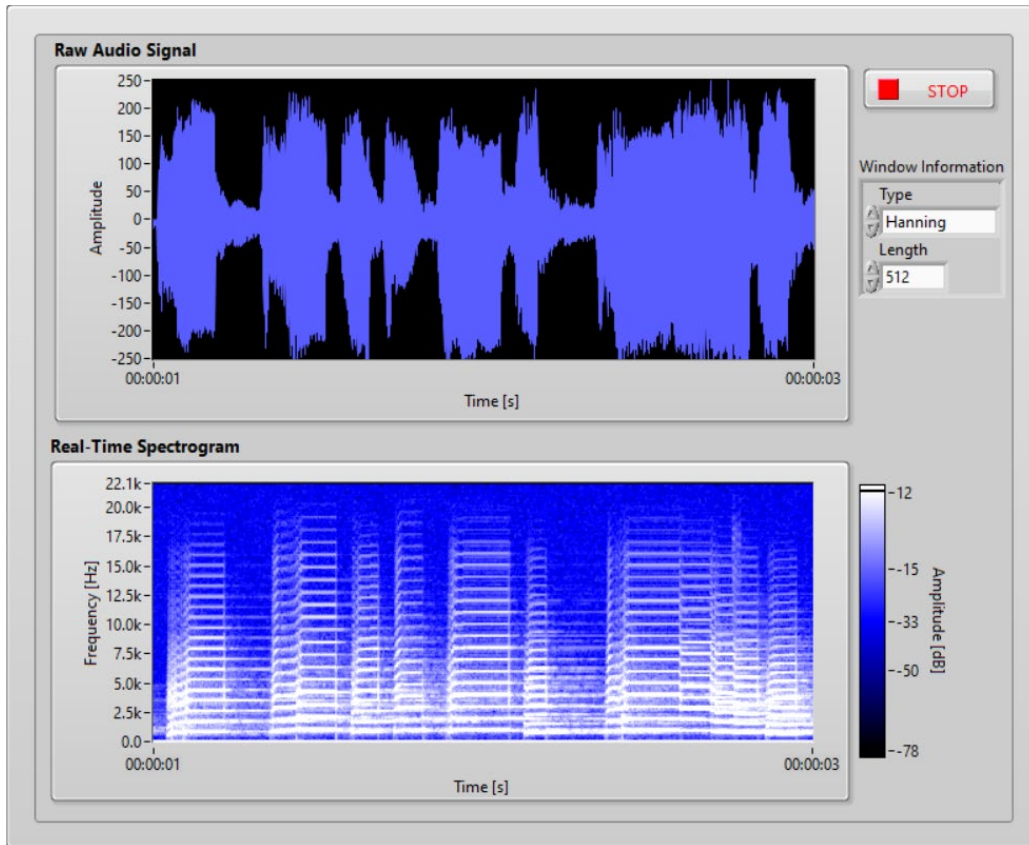 Raw Audio Signal
250
200
150
100
50
0
-50
-100
-150
-200
-250
Amplitude
00:00:01
00:00:03
Time [s]
STOP
Window Information
Type
Hanning
Length
512
Real-Time Spectrogram
22.1k
20.0k
17.5k
15.0k
12.5k
10.0k
7.5k
5.0k
2.5k
0.0
Frequency [Hz]
00:00:01
00:00:03
Time [s]
-12
--15
--33
--50
--78
Amplitude [dB]